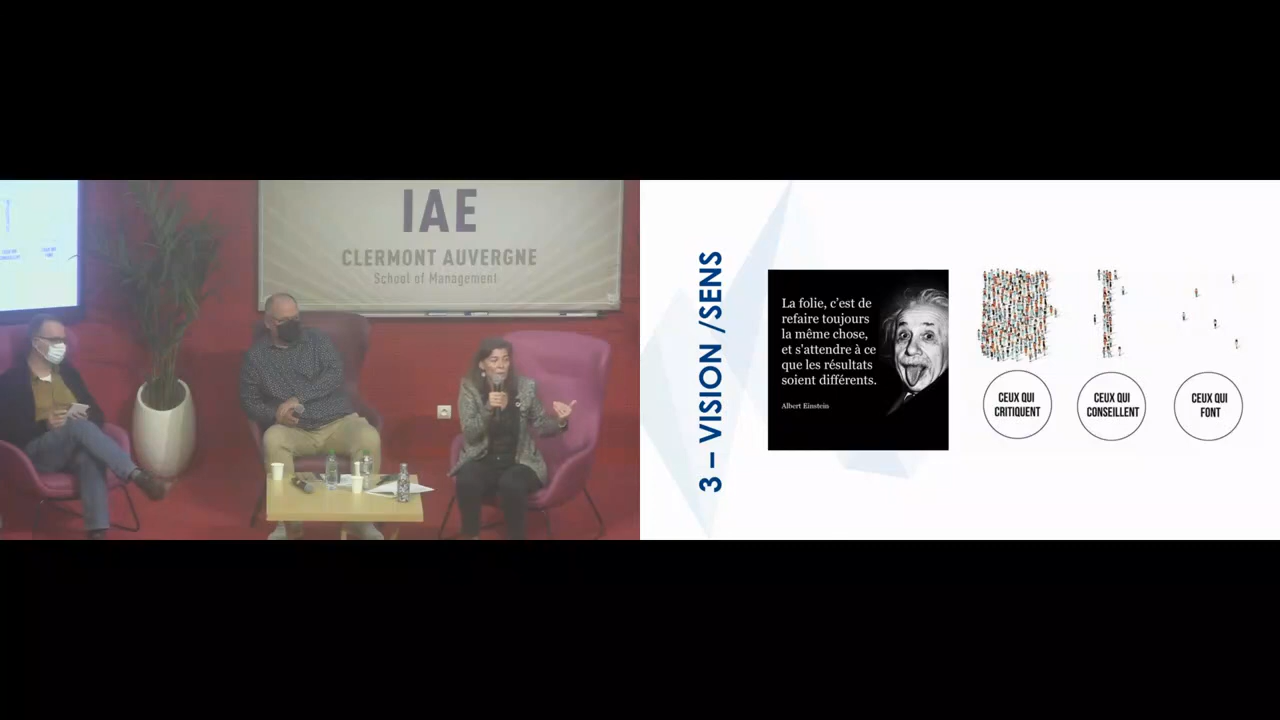 IAE
CLERMONT AUVERGNE
School of Management
3 – VISION /SENS
La folie, c'est de
refaire toujours
la même chose,
et s'attendre à ce
que les résultats
soient différents.
Albert Einstein
CEUX QUI
CRITIQUENT
CEUX QUI
CONSEILLENT
CEUX QUI
FONT